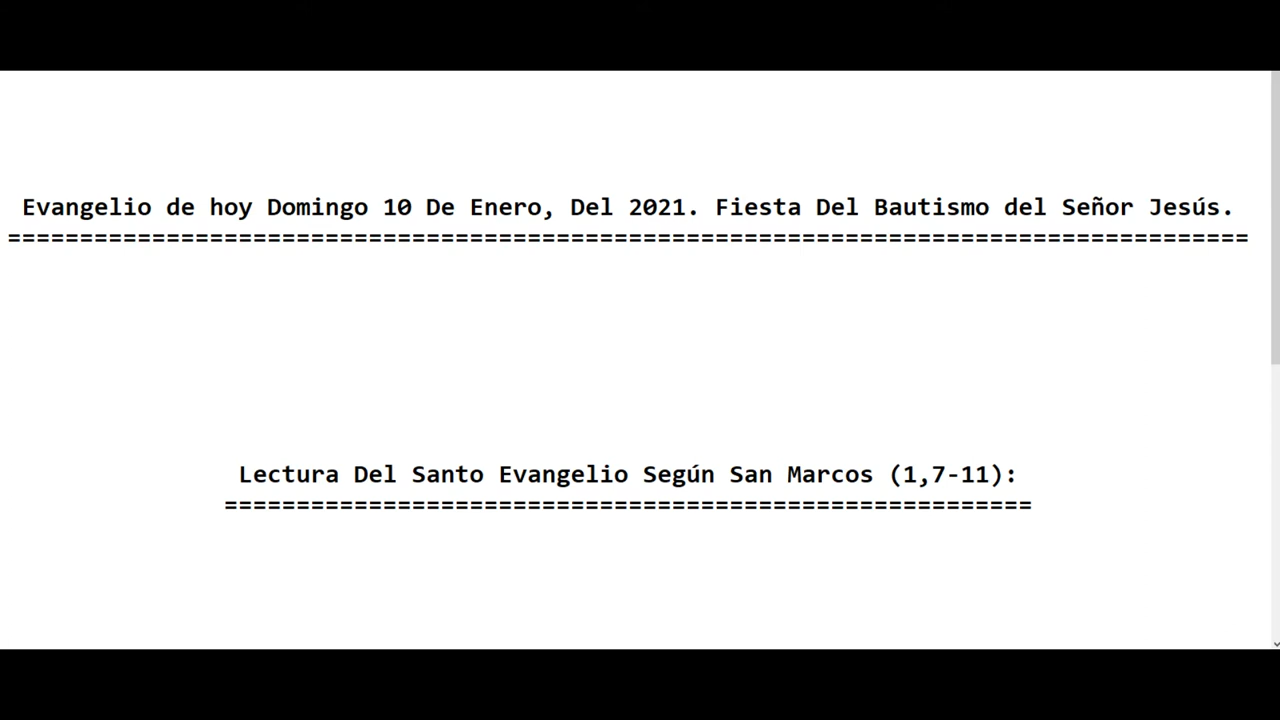 Evangelio de hoy Domingo 10 De Enero, Del 2021. Fiesta Del Bautismo del Señor Jesús.
======================================================================================
Lectura Del Santo Evangelio Según San Marcos (1,7-11):
========================================================